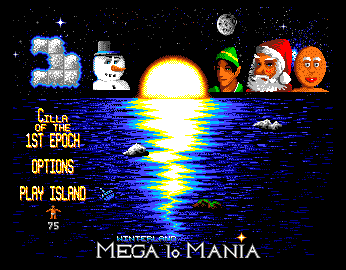 CILLA
OF THE
1ST EPOCH
OPTIONS
PLAY ISLAND
75
WINTERLAND
MEGA lo MANIA